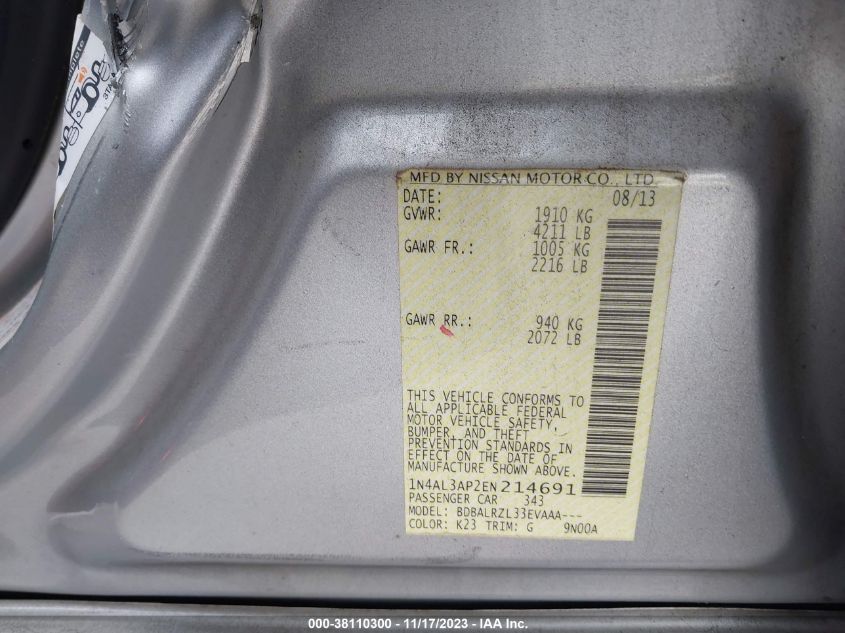 MFD BY NISSAN MOTOR CO., LTD.
DATE: 08/13
GVWR: 1910 KG
4211 LB
GAWR FR.: 1005 KG
2216 LB
GAWR RR.: 940 KG
2072 LB
THIS VEHICLE CONFORMS TO
ALL APPLICABLE FEDERAL
MOTOR VEHICLE SAFETY,
BUMPER, AND THEFT
PREVENTION STANDARDS IN
EFFECT ON THE DATE OF
MANUFACTURE SHOWN ABOVE.
1N4AL3AP2EN214691
PASSENGER CAR 343
MODEL: BDBALRZL33EVAAA---
COLOR: K23 TRIM: G 9N00A
000-38110300 - 11/17/2023 - IAA Inc.